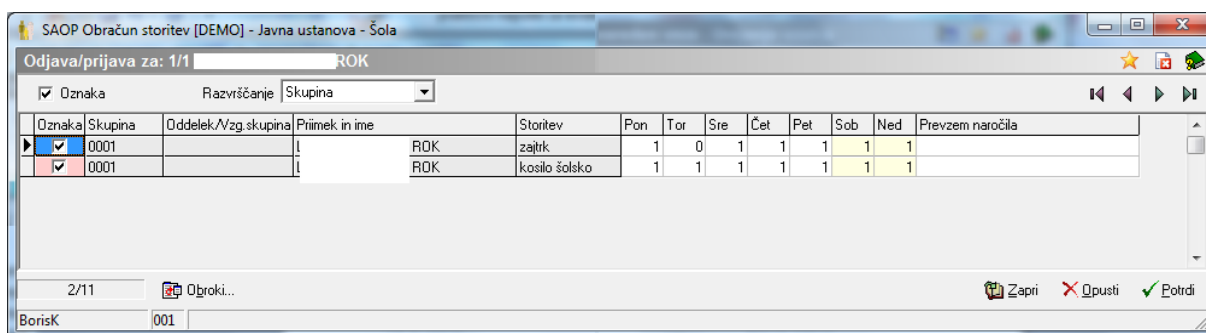 SAOP Obračun storitev [DEMO] - Javna ustanova - Šola
Odjava/prijava za: 1/1 ROK
Oznaka Razvrščanje Skupina
Oznaka Skupina Oddelek/Vzg.skupina Priimek in ime Storitev Pon Tor Sre Čet Pet Sob Ned Prevzem naročila
0001 ROK zajtrk 1 0 1 1 1 1 1
0001 ROK kosilo šolsko 1 1 1 1 1 1 1
2/11 Obroki... Zapri Opusti Potrdi
BorisK 001